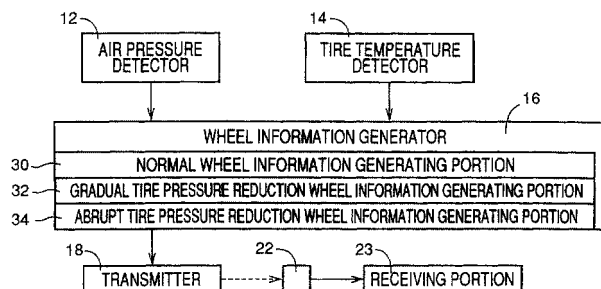 12
14
AIR PRESSURE
DETECTOR
TIRE TEMPERATURE
DETECTOR
16
WHEEL INFORMATION GENERATOR
30
NORMAL WHEEL INFORMATION GENERATING PORTION
32
GRADUAL TIRE PRESSURE REDUCTION WHEEL INFORMATION GENERATING PORTION
34
ABRUPT TIRE PRESSURE REDUCTION WHEEL INFORMATION GENERATING PORTION
18
22
23
TRANSMITTER
RECEIVING PORTION